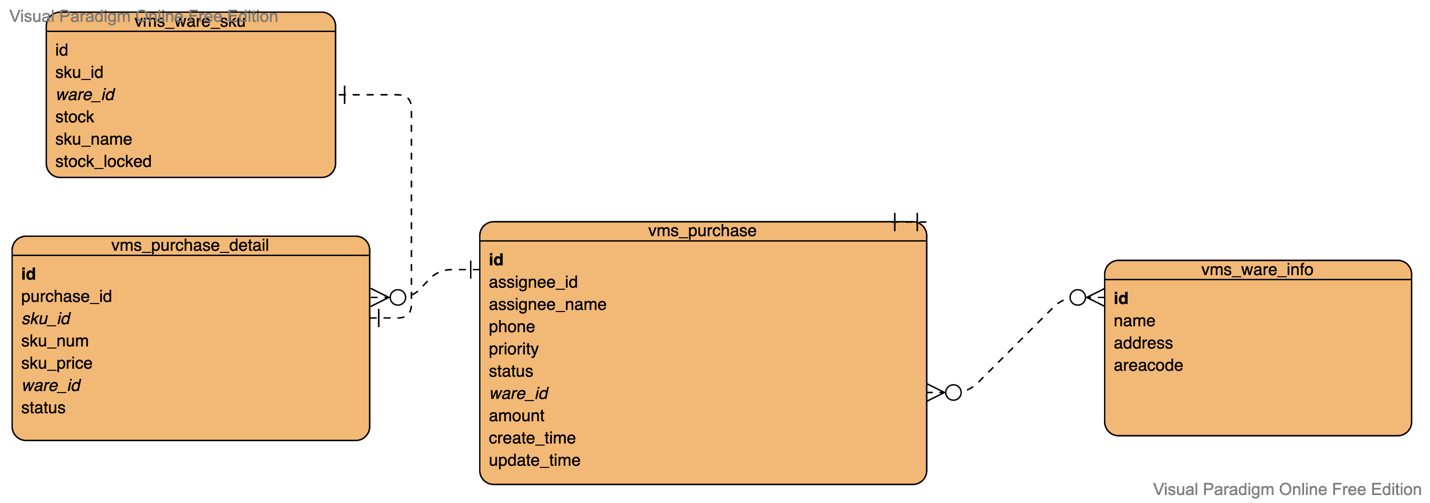 Visual Paradigm Online Free Edition
vms_ware_sku
id
sku_id
ware_id
stock
sku_name
stock_locked
vms_purchase_detail
id
purchase_id
sku_id
sku_num
sku_price
ware_id
status
vms_purchase
id
assignee_id
assignee_name
phone
priority
status
ware_id
amount
create_time
update_time
vms_ware_info
id
name
address
areacode
Visual Paradigm Online Free Edition